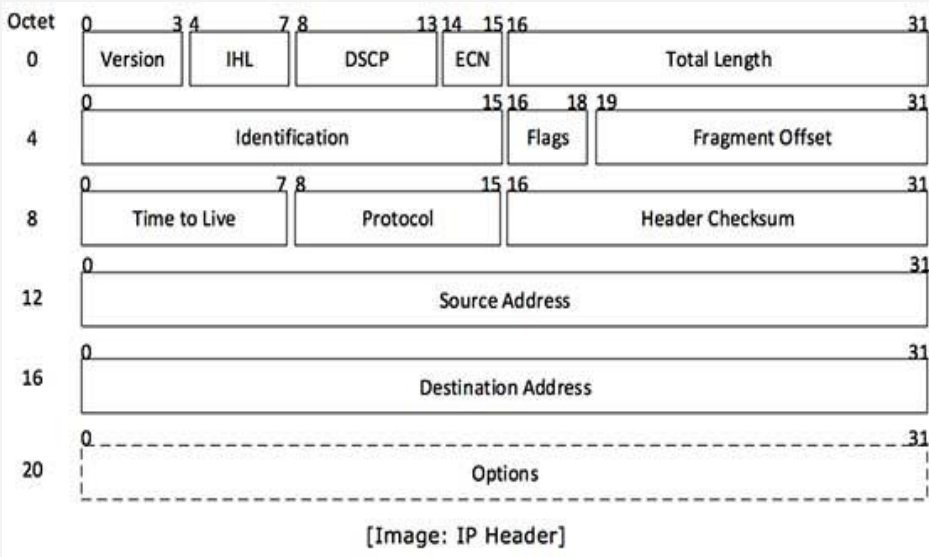 Octet 0 3 4 7 8 13 14 15 16 31
0 Version IHL DSCP ECN Total Length
0 15 16 18 19 31
4 Identification Flags Fragment Offset
0 7 8 15 16 31
8 Time to Live Protocol Header Checksum
0 31
12 Source Address
0 31
16 Destination Address
0 31
20 Options
[Image: IP Header]